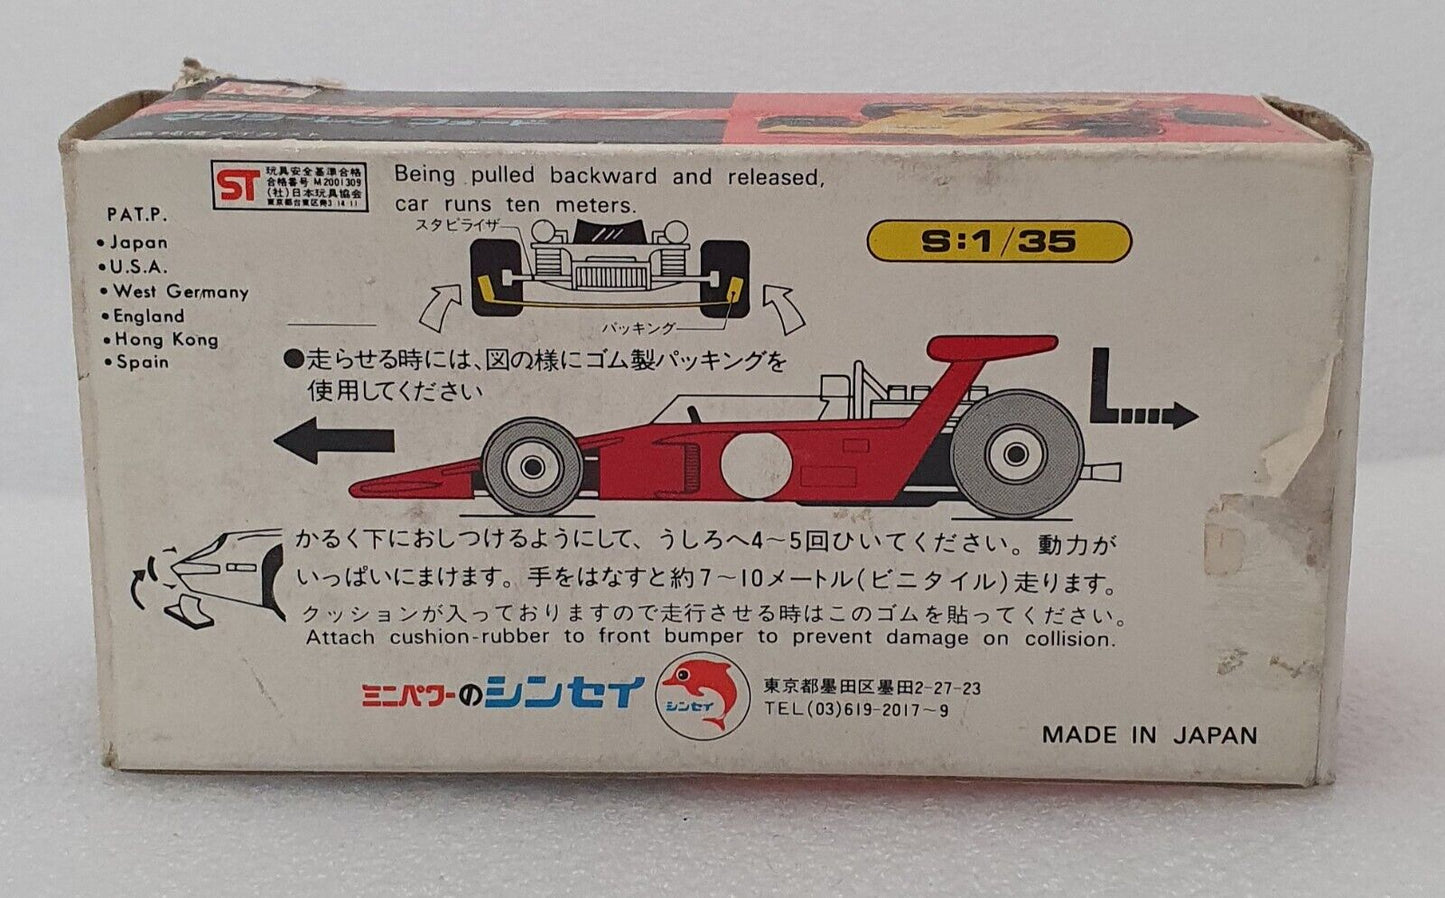 ST
玩具安全基準合格
合格番号 M2001309
(社)日本玩具協会
Being pulled backward and released,
car runs ten meters.
PAT.P.
•Japan
•U.S.A.
•West Germany
•England
•Hong Kong
•Spain
スタビライザ
S:1/35
パッキング
●走らせる時には、図の様にゴム製パッキングを
使用してください
かるく下におしつけるようにして、うしろへ4〜5回ひいてください。動力が
いっぱいにまけます。手をはなすと約7〜10メートル(ビニタイル)走ります。
クッションが入っておりますので走行させる時はこのゴムを貼ってください。
Attach cushion-rubber to front bumper to prevent damage on collision.
ミニパワーのシンセイ
シンセイ
東京都墨田区墨田2-27-23
TEL(03)619-2017〜9
MADE IN JAPAN